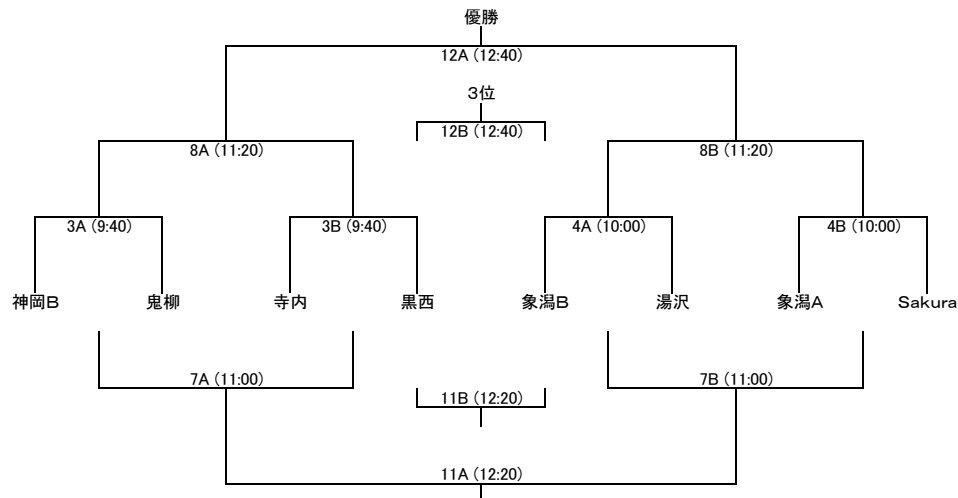 優勝
12A (12:40)
３位
12B (12:40)
8A (11:20)
8B (11:20)
3A (9:40)
3B (9:40)
4A (10:00)
4B (10:00)
神岡Ｂ
鬼柳
寺内
黒西
象潟Ｂ
湯沢
象潟Ａ
Ｓａｋｕｒａ
7A (11:00)
7B (11:00)
11B (12:20)
11A (12:20)